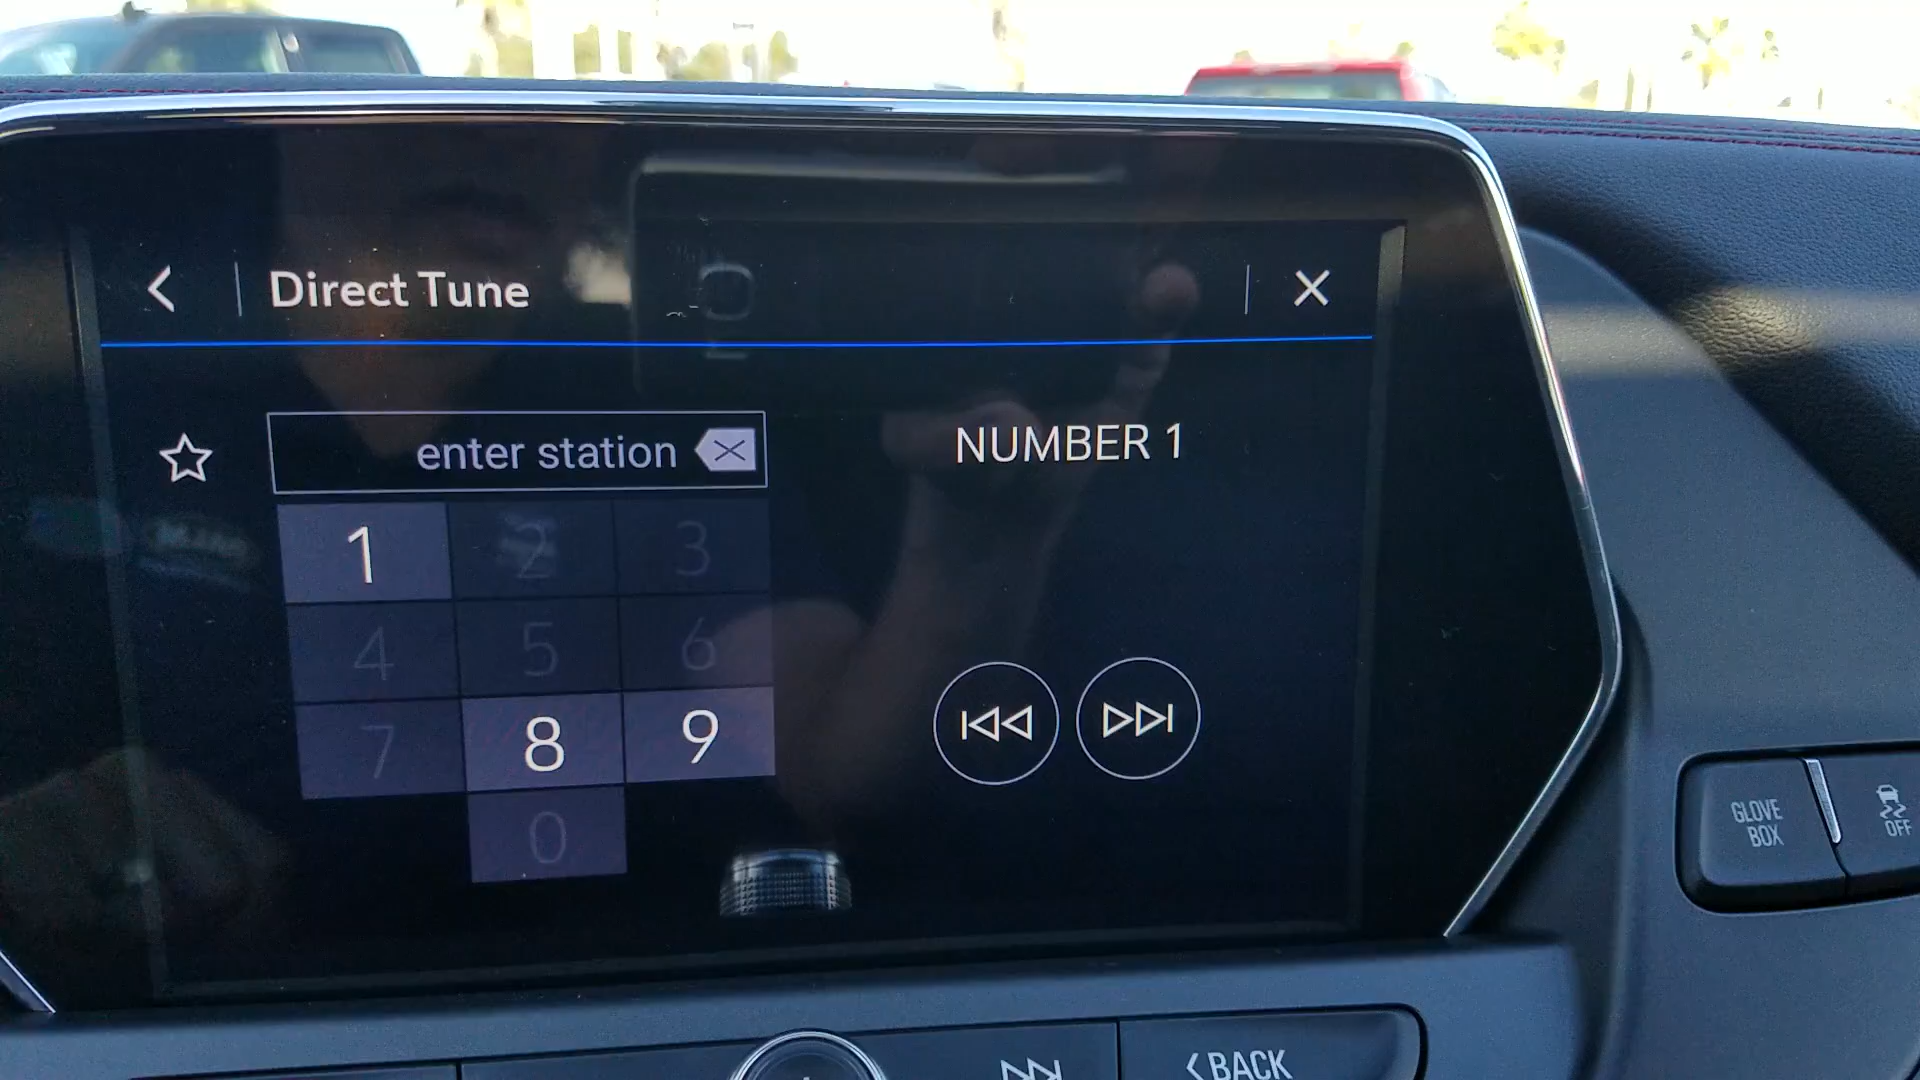 Direct Tune
enter station
NUMBER 1
1 2 3
4 5 6
7 8 9
0
GLOVE
BOX
OFF
BACK